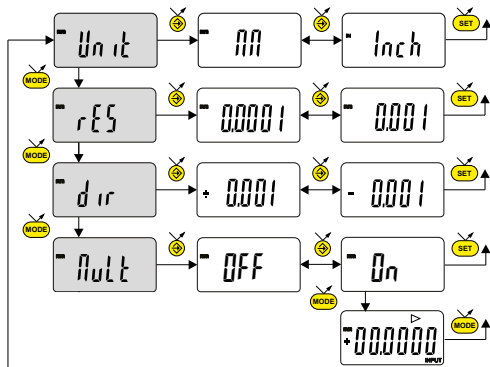 Unit mm Inch SET
MODE
rES 0.0001 0.001 SET
MODE
dir + 0.001 - 0.001 SET
MODE
Mult OFF On SET
MODE
+00.0000 INPUT MODE